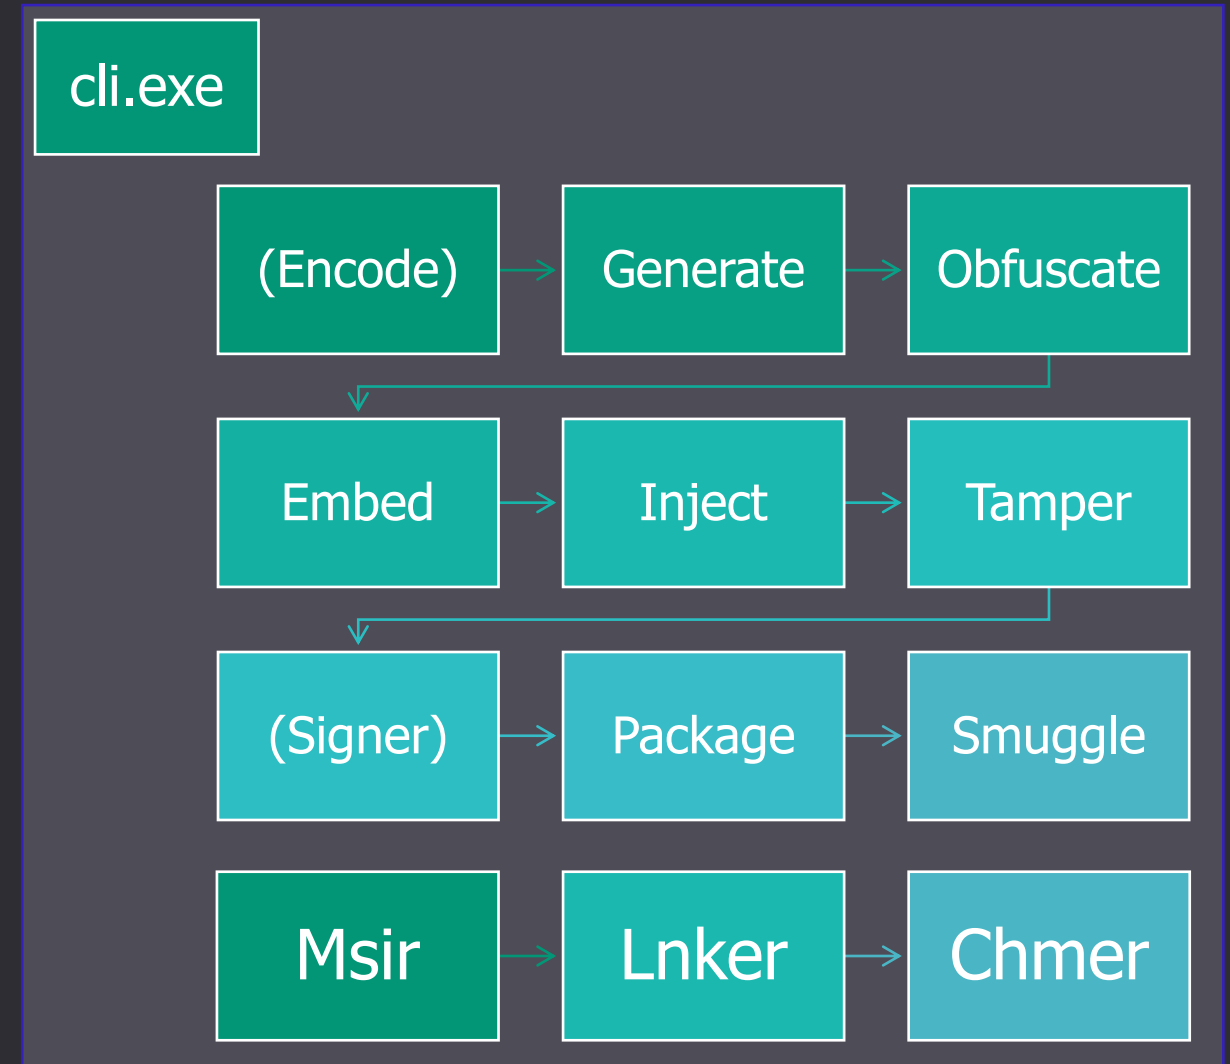 cli.exe
(Encode)
Generate
Obfuscate
Embed
Inject
Tamper
(Signer)
Package
Smuggle
Msir
Lnker
Chmer